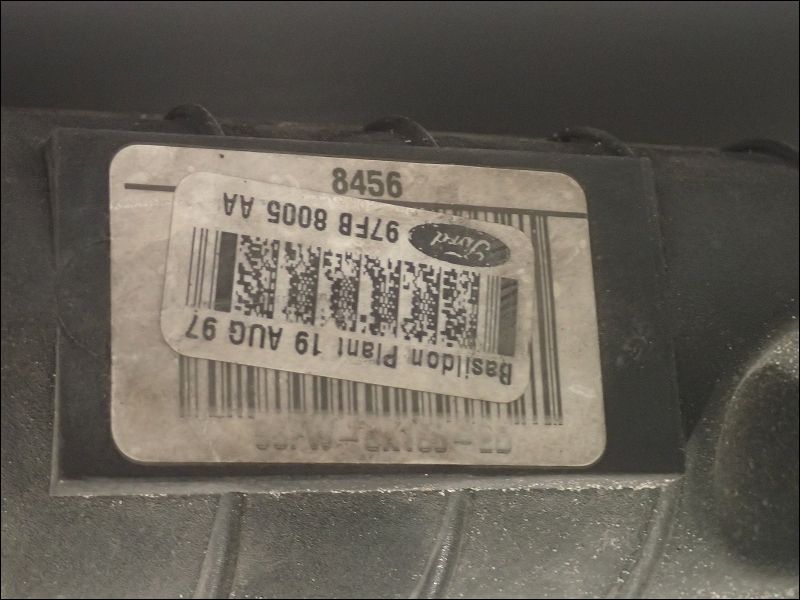 8456
97FB 8005 AA
Ford
Basildon Plant 19 AUG 97